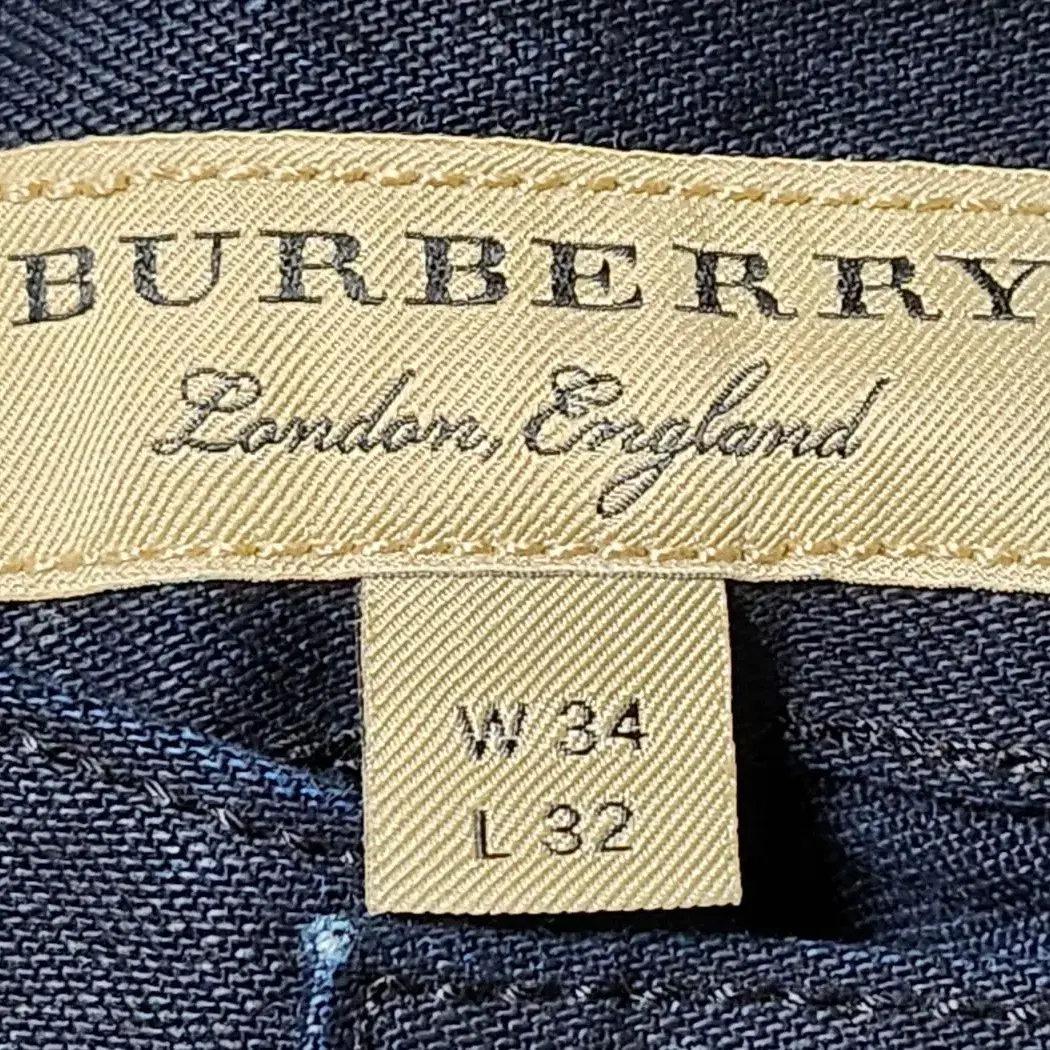 BURBERRY
London, England
W 34
L 32